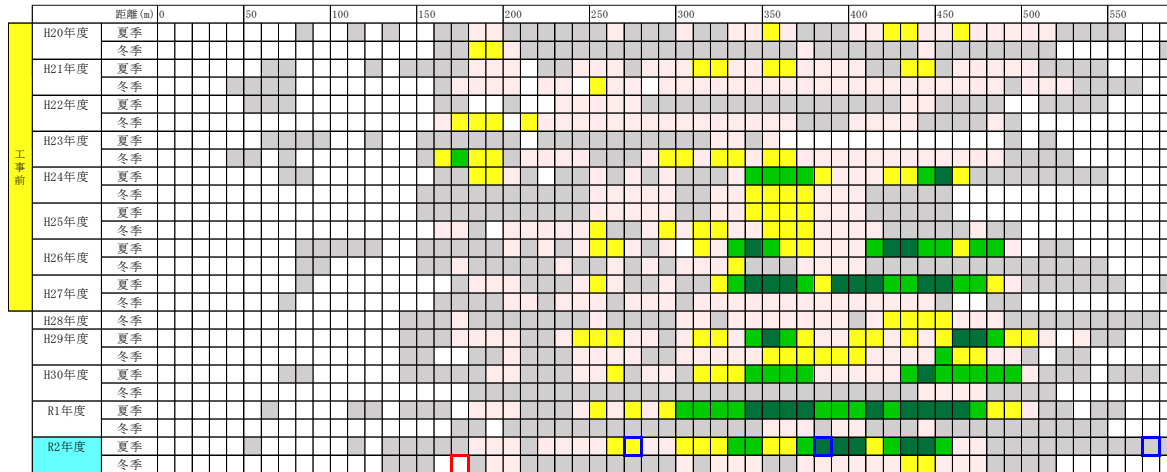 距離(m) 0 50 100 150 200 250 300 350 400 450 500 550
工事前
H20年度 夏季
冬季
H21年度 夏季
冬季
H22年度 夏季
冬季
H23年度 夏季
冬季
H24年度 夏季
冬季
H25年度 夏季
冬季
H26年度 夏季
冬季
H27年度 夏季
冬季
H28年度 冬季
H29年度 夏季
冬季
H30年度 夏季
冬季
R1年度 夏季
冬季
R2年度 夏季
冬季